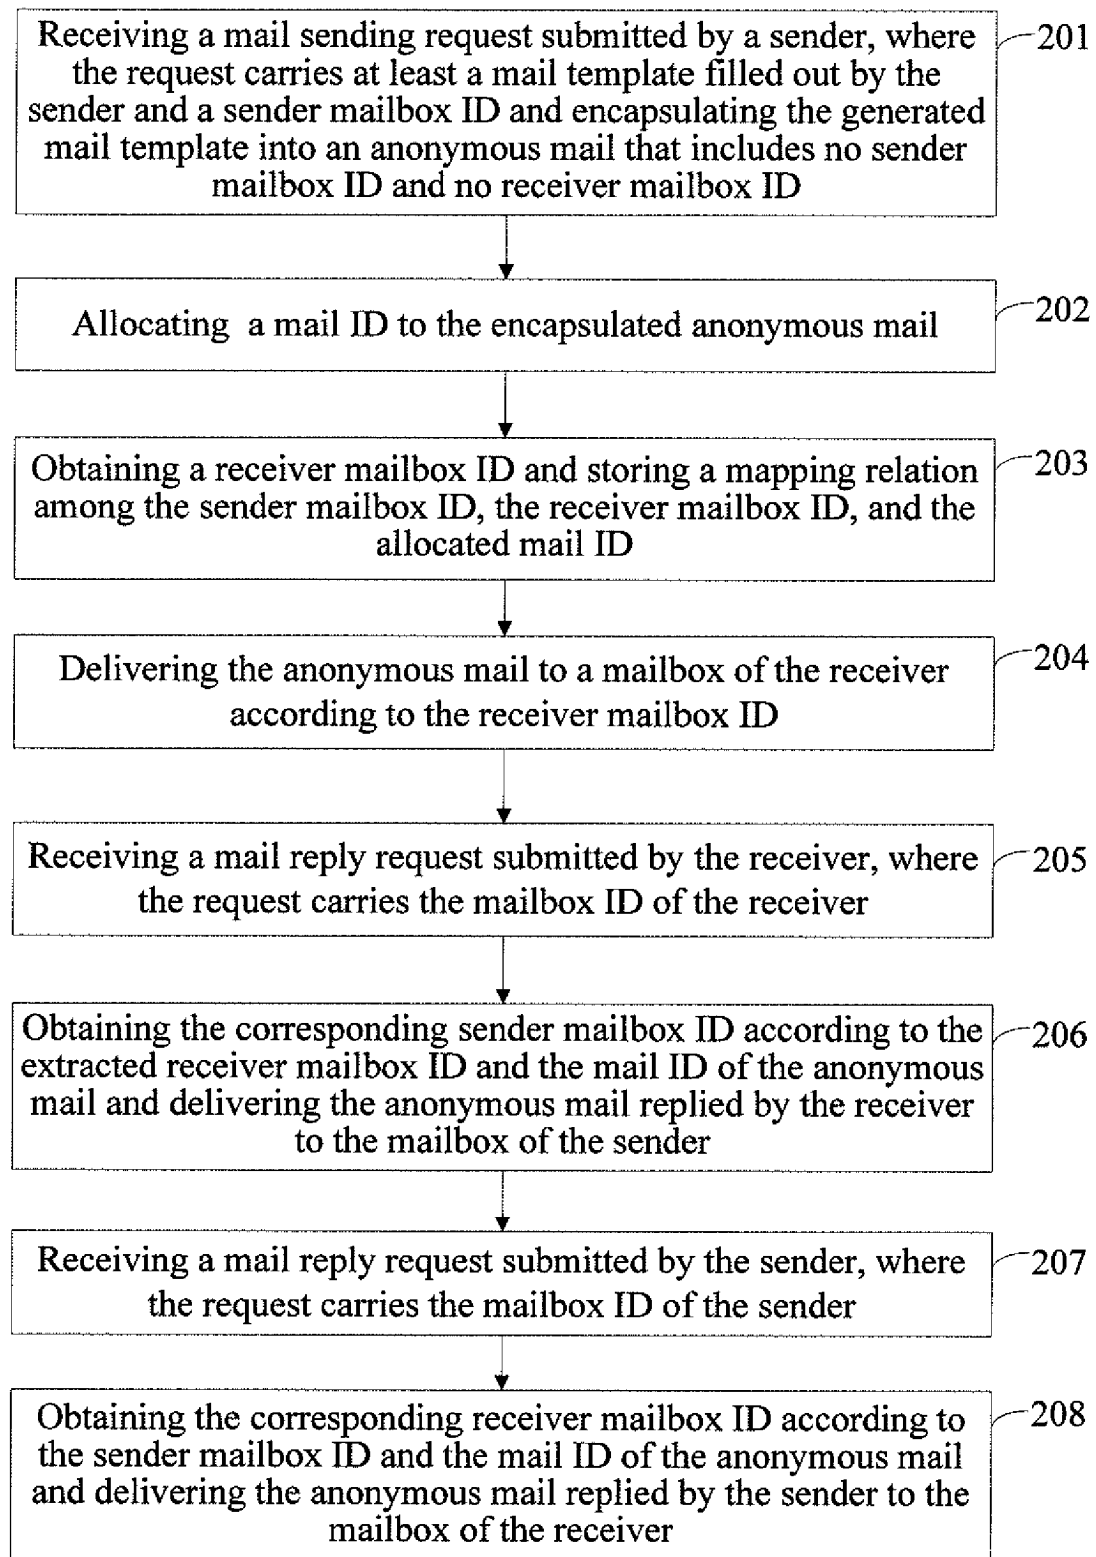 Receiving a mail sending request submitted by a sender, where
the request carries at least a mail template filled out by the
sender and a sender mailbox ID and encapsulating the generated
mail template into an anonymous mail that includes no sender
mailbox ID and no receiver mailbox ID
201
Allocating a mail ID to the encapsulated anonymous mail
202
Obtaining a receiver mailbox ID and storing a mapping relation
among the sender mailbox ID, the receiver mailbox ID, and the
allocated mail ID
203
Delivering the anonymous mail to a mailbox of the receiver
according to the receiver mailbox ID
204
Receiving a mail reply request submitted by the receiver, where
the request carries the mailbox ID of the receiver
205
Obtaining the corresponding sender mailbox ID according to the
extracted receiver mailbox ID and the mail ID of the anonymous
mail and delivering the anonymous mail replied by the receiver
to the mailbox of the sender
206
Receiving a mail reply request submitted by the sender, where
the request carries the mailbox ID of the sender
207
Obtaining the corresponding receiver mailbox ID according to
the sender mailbox ID and the mail ID of the anonymous mail
and delivering the anonymous mail replied by the sender to the
mailbox of the receiver
208